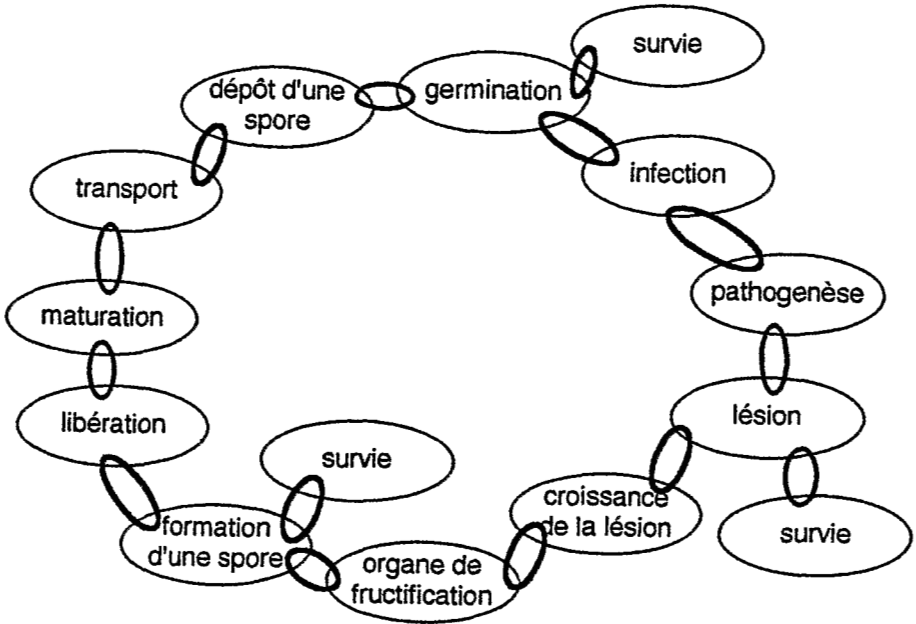 survie
dépôt d'une
spore
germination
infection
transport
pathogenèse
maturation
lésion
libération
survie
croissance
de la lésion
formation
d'une spore
organe de
fructification
survie